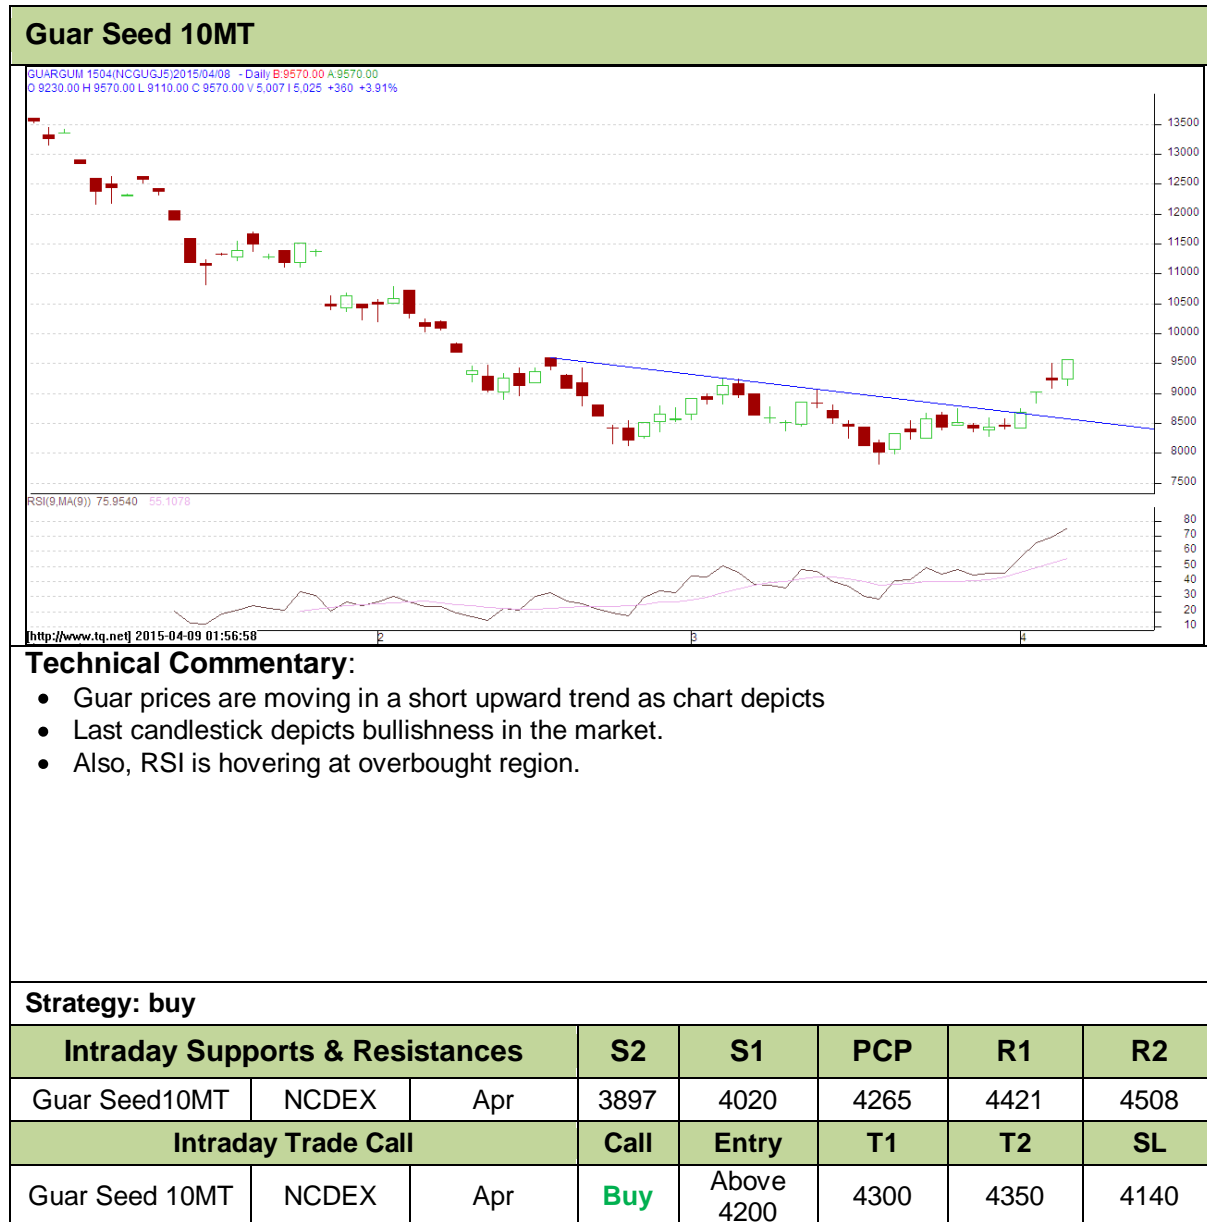 Guar Seed 10MT
GUARGUM 1504(NCGUGJ5)2015/04/08 - Daily B:9570.00 A:9570.00
O 9230.00 H 9570.00 L 9110.00 C 9570.00 V 5,007 I 5,025 +360 +3.91%
13500
13000
12500
12000
11500
11000
10500
10000
9500
9000
8500
8000
7500
RSI(9,MA(9)) 75.9540 55.1078
80
70
60
50
40
30
20
10
[http://www.tq.net] 2015-04-09 01:56:58 2 3 4
Technical Commentary:
• Guar prices are moving in a short upward trend as chart depicts
• Last candlestick depicts bullishness in the market.
• Also, RSI is hovering at overbought region.
Strategy: buy
Intraday Supports & Resistances S2 S1 PCP R1 R2
Guar Seed10MT NCDEX Apr 3897 4020 4265 4421 4508
Intraday Trade Call Call Entry T1 T2 SL
Guar Seed 10MT NCDEX Apr Buy Above 4200 4300 4350 4140